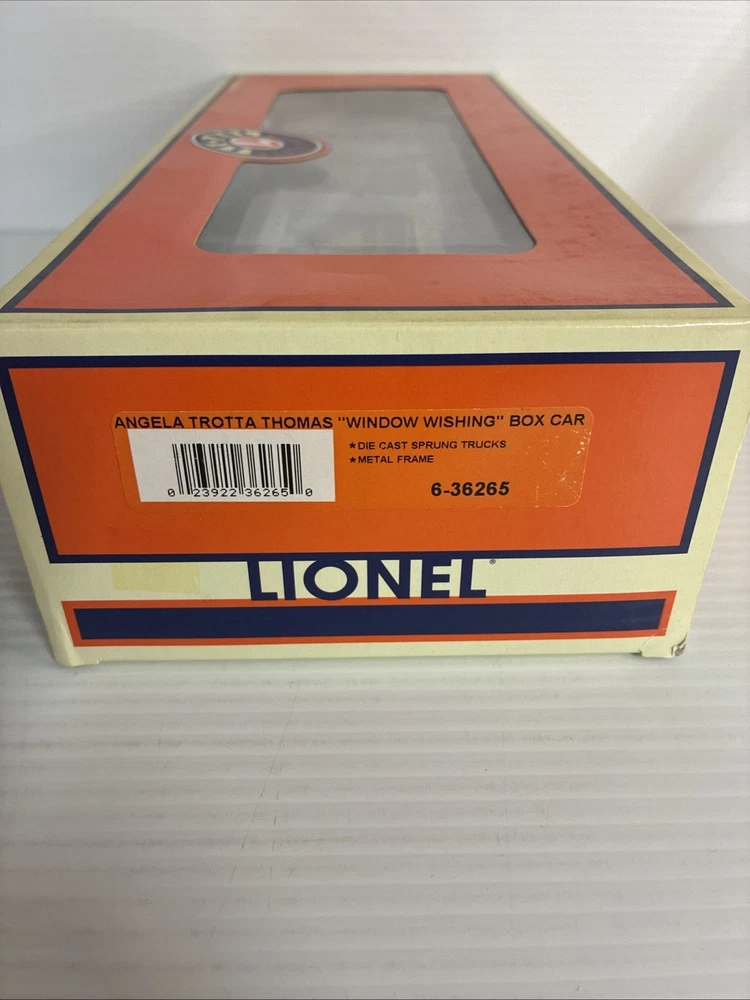 LIONEL
ANGELA TROTTA THOMAS "WINDOW WISHING" BOX CAR
★DIE CAST SPRUNG TRUCKS
★METAL FRAME
0 23922 36265 0
6-36265
LIONEL®